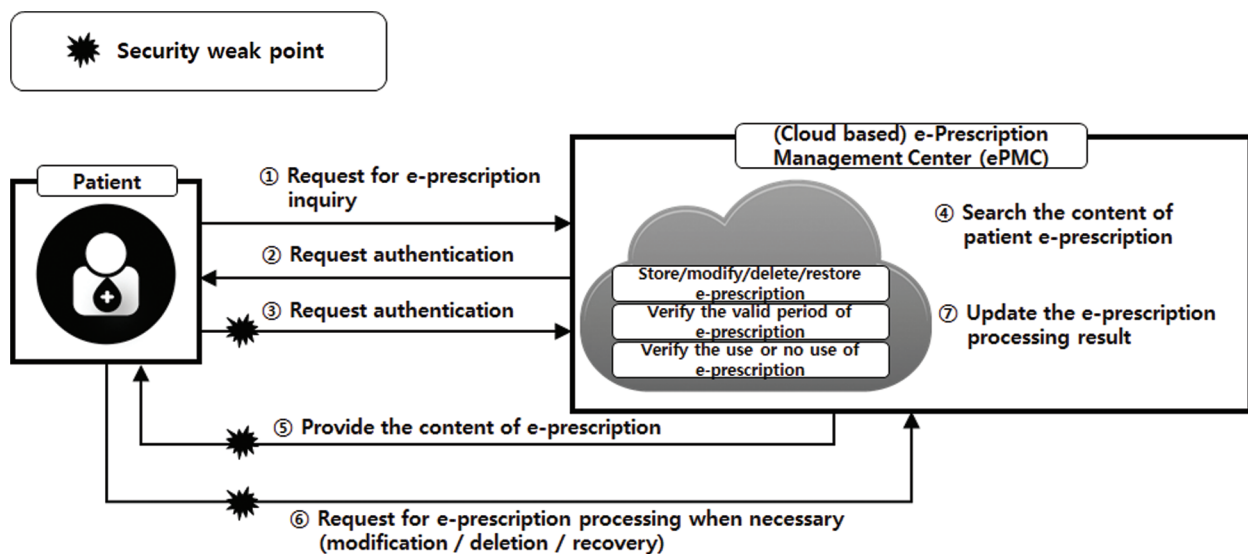 Security weak point
(Cloud based) e-Prescription
Management Center (ePMC)
Patient
① Request for e-prescription
inquiry
② Request authentication
③ Request authentication
Store/modify/delete/restore
e-prescription
Verify the valid period of
e-prescription
Verify the use or no use of
e-prescription
④ Search the content of
patient e-prescription
⑦ Update the e-prescription
processing result
⑤ Provide the content of e-prescription
⑥ Request for e-prescription processing when necessary
(modification / deletion / recovery)